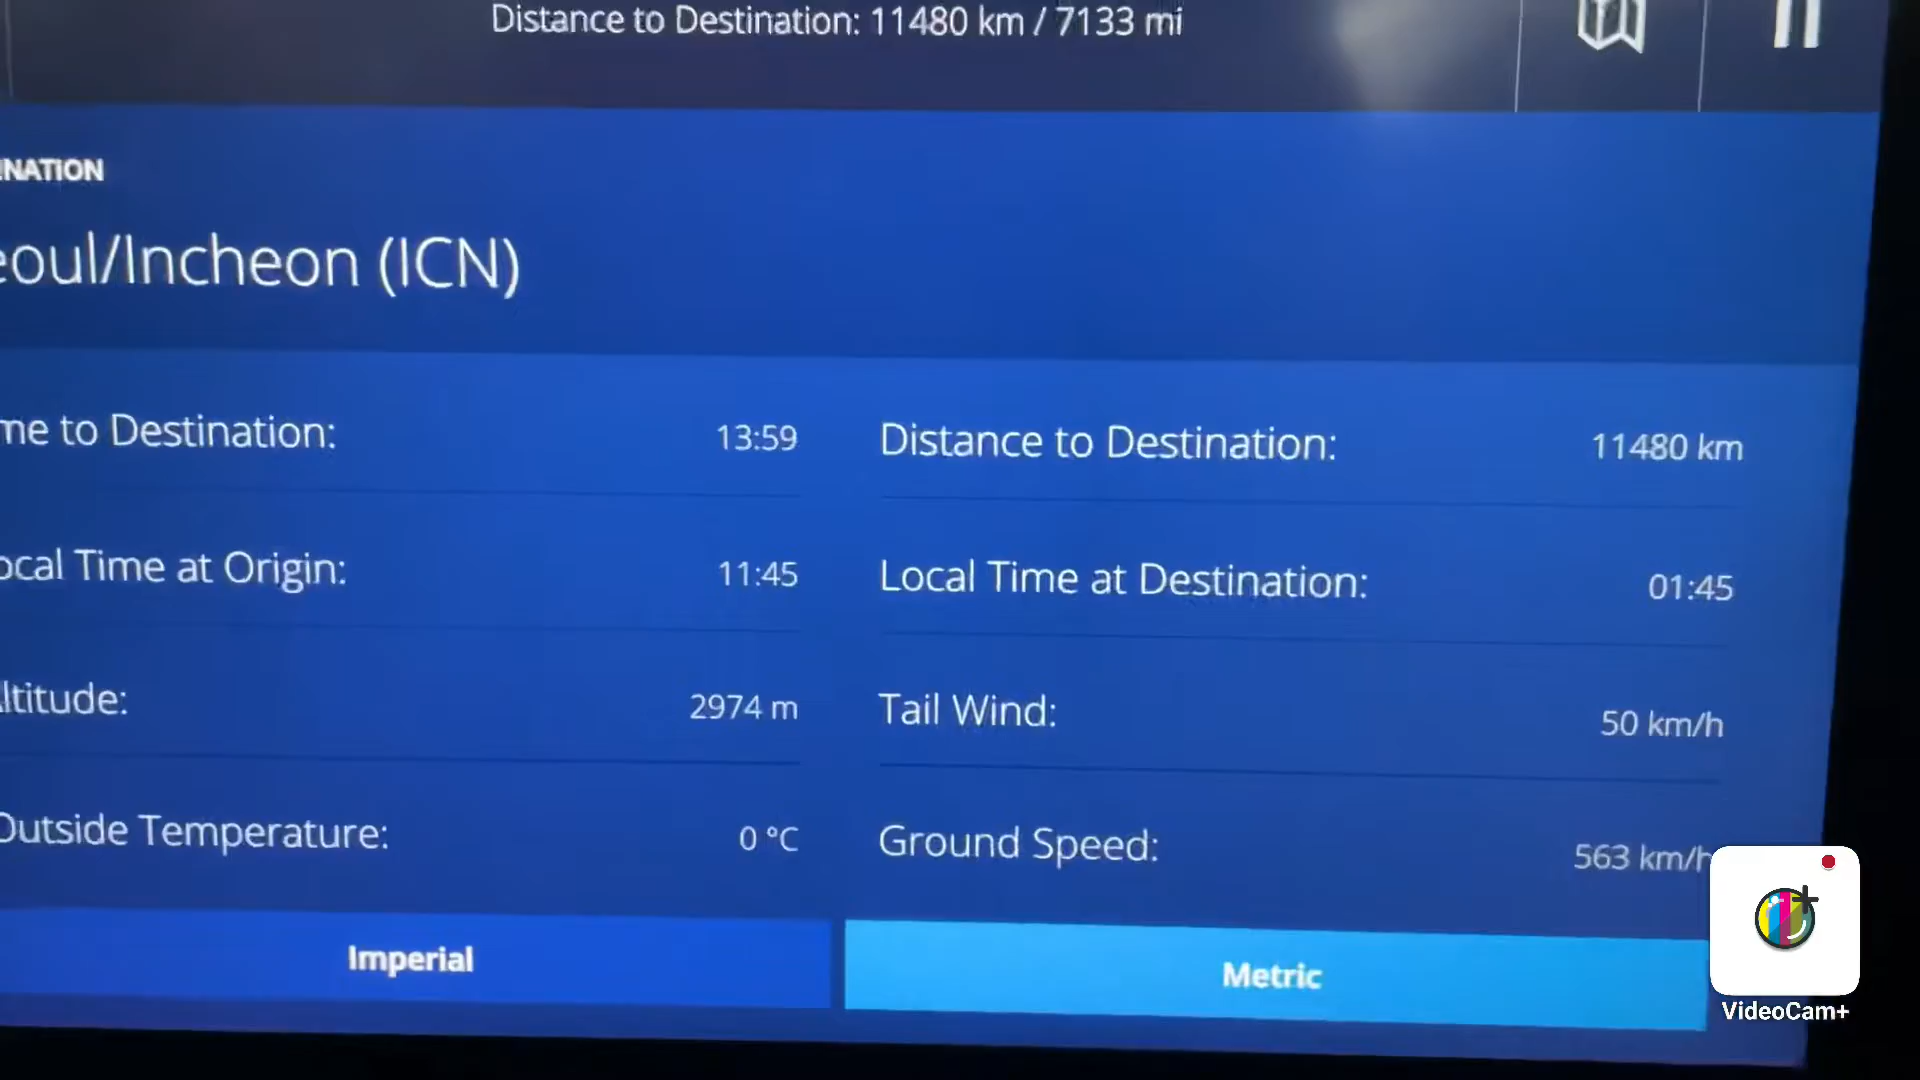 Distance to Destination: 11480 km / 7133 mi
NATION
eoul/Incheon (ICN)
me to Destination: 13:59 Distance to Destination: 11480 km
ocal Time at Origin: 11:45 Local Time at Destination: 01:45
ltitude: 2974 m Tail Wind: 50 km/h
Outside Temperature: 0 °C Ground Speed: 563 km/h
Imperial Metric
VideoCam+